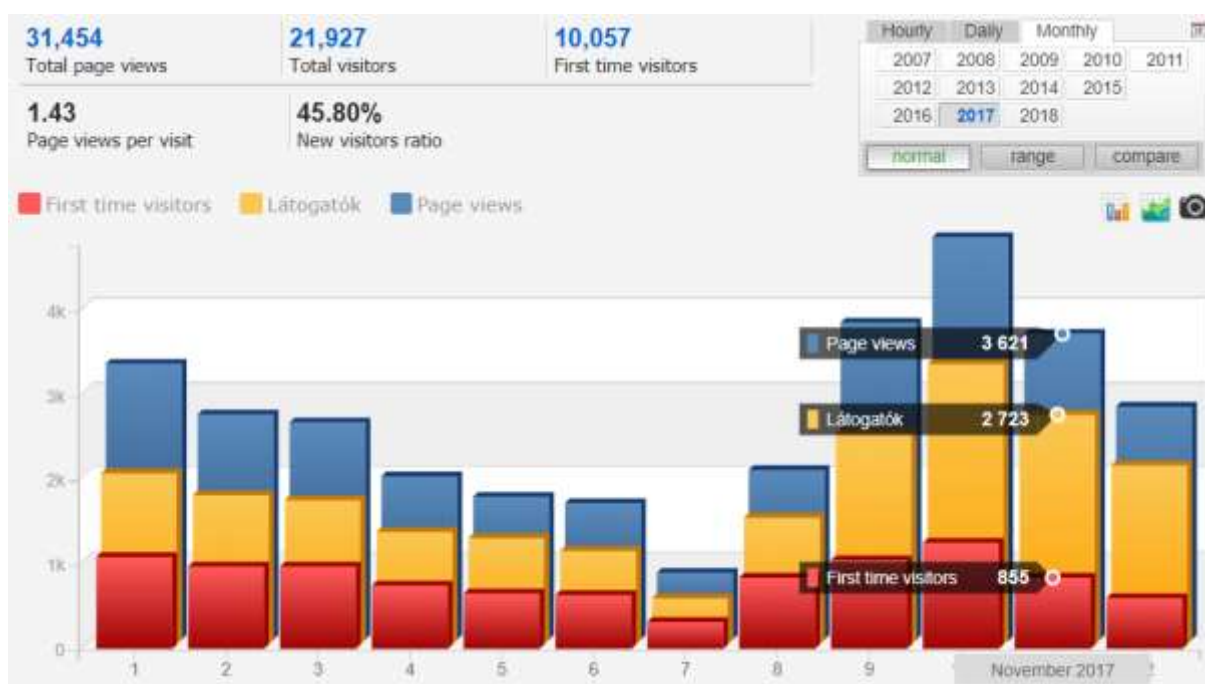 31,454 21,927 10,057
Total page views Total visitors First time visitors
1.43 45.80%
Page views per visit New visitors ratio
Hourly Daily Monthly
2007 2008 2009 2010 2011
2012 2013 2014 2015
2016 2017 2018
normal range compare
First time visitors Látogatók Page views
4k
3k
2k
1k
0
Page views 3 621
Látogatók 2 723
First time visitors 855
1 2 3 4 5 6 7 8 9 November 2017